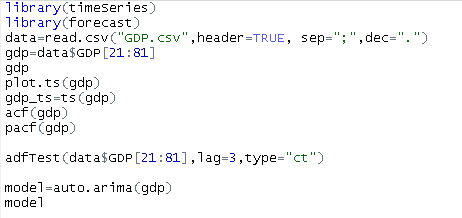 library(timeSeries)
library(forecast)
data=read.csv("GDP.csv",header=TRUE, sep=";",dec=".")
gdp=data$GDP[21:81]
gdp
plot.ts(gdp)
gdp_ts=ts(gdp)
acf(gdp)
pacf(gdp)
adfTest(data$GDP[21:81],lag=3,type="ct")
model=auto.arima(gdp)
model